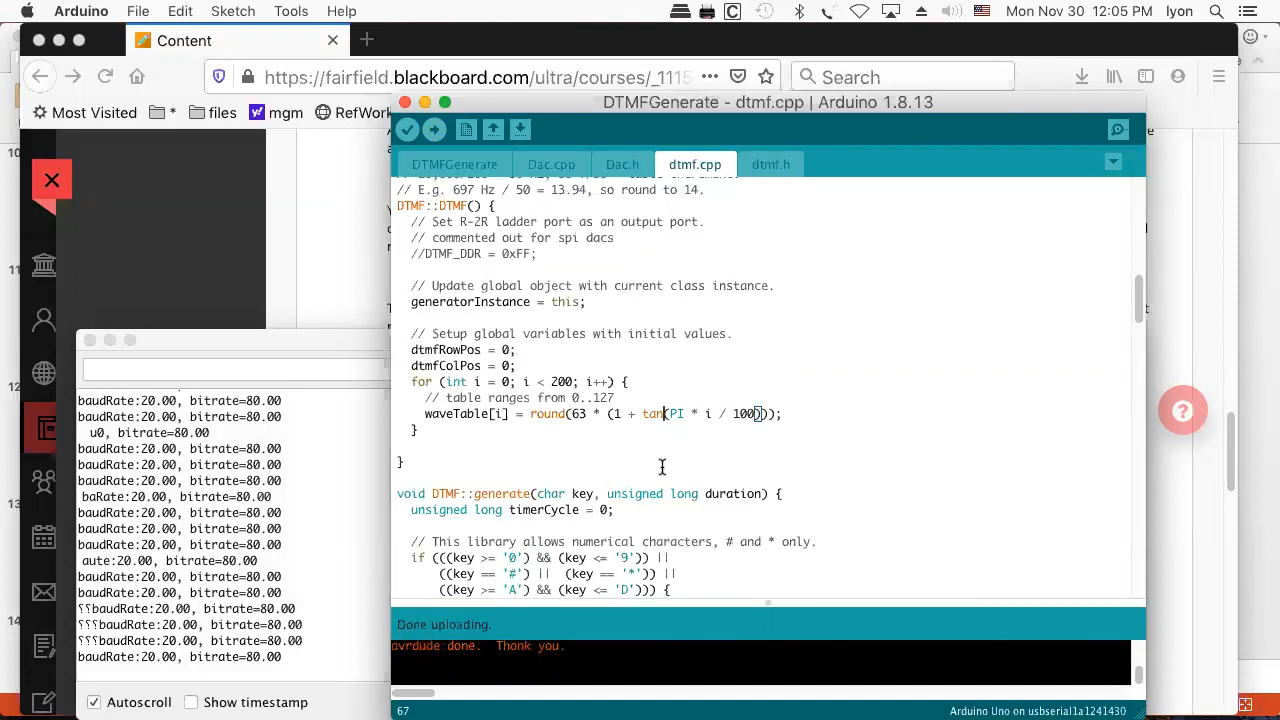 Arduino File Edit Sketch Tools Help Mon Nov 30 12:05 PM lyon
Content
https://fairfield.blackboard.com/ultra/courses/_1115 Search
Most Visited * files mgm RefWor
DTMFGenerate - dtmf.cpp | Arduino 1.8.13
DTMFGenerate Dac.cpp Dac.h dtmf.cpp dtmf.h
// E.g. 697 Hz / 50 = 13.94, so round to 14.
DTMF::DTMF() {
// Set R-2R ladder port as an output port.
// commented out for spi dacs
//DTMF_DDR = 0xFF;
// Update global object with current class instance.
generatorInstance = this;
// Setup global variables with initial values.
dtmfRowPos = 0;
dtmfColPos = 0;
for (int i = 0; i < 200; i++) {
// table ranges from 0..127
waveTable[i] = round(63 * (1 + tan(PI * i / 100)));
}
}
void DTMF::generate(char key, unsigned long duration) {
unsigned long timerCycle = 0;
// This library allows numerical characters, # and * only.
if (((key >= '0') && (key <= '9')) ||
((key == '#') || (key == '*')) ||
((key >= 'A') && (key <= 'D'))) {
Done uploading.
avrdude done. Thank you.
67 Arduino Uno on usbserial1a1241430
baudRate:20.00, bitrate=80.00
u0, bitrate=80.00
baudRate:20.00, bitrate=80.00
baudRate:20.00, bitrate=80.00
baudRate:20.00, bitrate=80.00
baRate:20.00, bitrate=80.00
baudRate:20.00, bitrate=80.00
baudRate:20.00, bitrate=80.00
baudRate:20.00, bitrate=80.00
aute:20.00, bitrate=80.00
baudRate:20.00, bitrate=80.00
baudRate:20.00, bitrate=80.00
⸮⸮baudRate:20.00, bitrate=80.00
⸮⸮⸮baudRate:20.00, bitrate=80.00
⸮⸮⸮baudRate:20.00, bitrate=80.00
baudRate:20.00, bitrate=80.00
Autoscroll Show timestamp
10
11
12
13
14